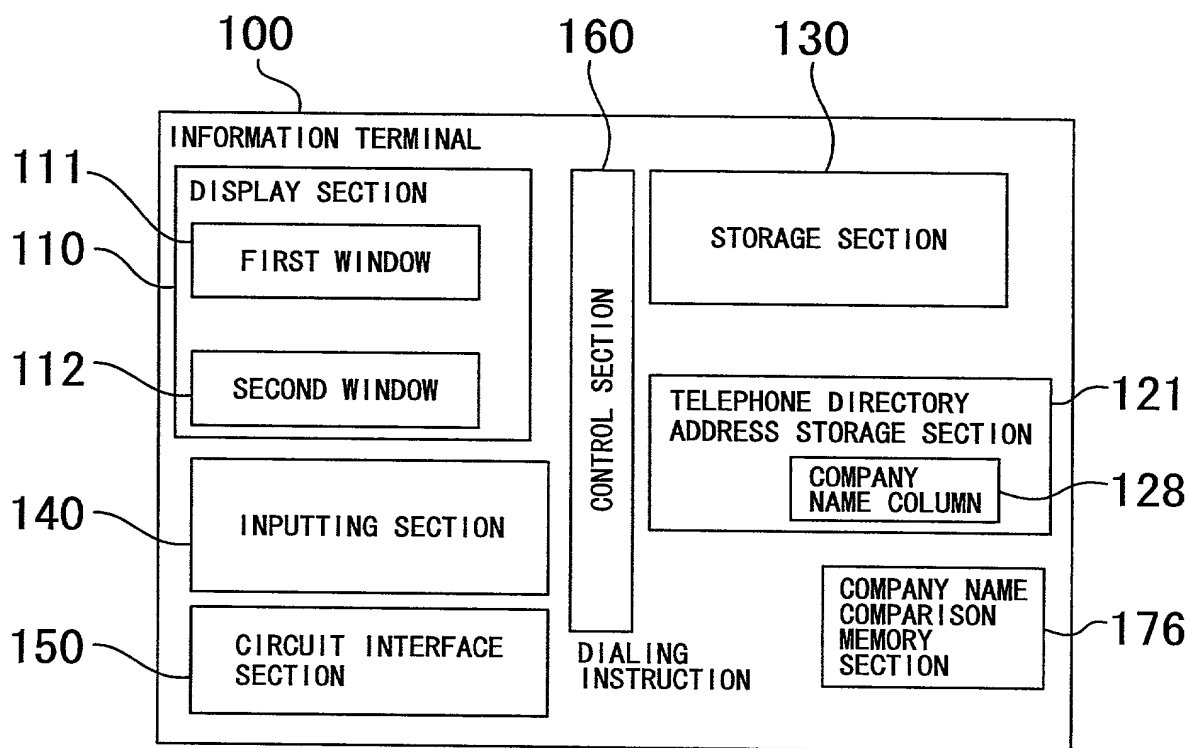 100
160
130
INFORMATION TERMINAL
111
DISPLAY SECTION
110
FIRST WINDOW
112
SECOND WINDOW
CONTROL SECTION
STORAGE SECTION
TELEPHONE DIRECTORY
ADDRESS STORAGE SECTION
121
COMPANY
NAME COLUMN
128
140
INPUTTING SECTION
150
CIRCUIT INTERFACE
SECTION
DIALING
INSTRUCTION
COMPANY NAME
COMPARISON
MEMORY
SECTION
176